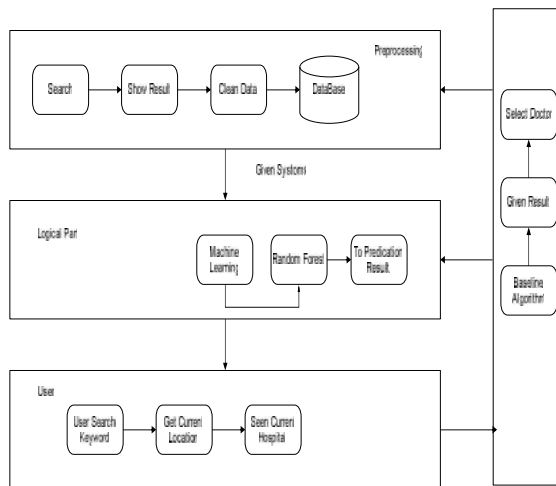 Preprocessing
Search
Show Result
Clean Data
DataBase
Given Systems
Logical Part
Machine
Learning
Random Forest
To Predication
Result
User
User Search
Keyword
Get Current
Location
Seen Current
Hospital
Select Doctor
Given Result
Baseline
Algorithm